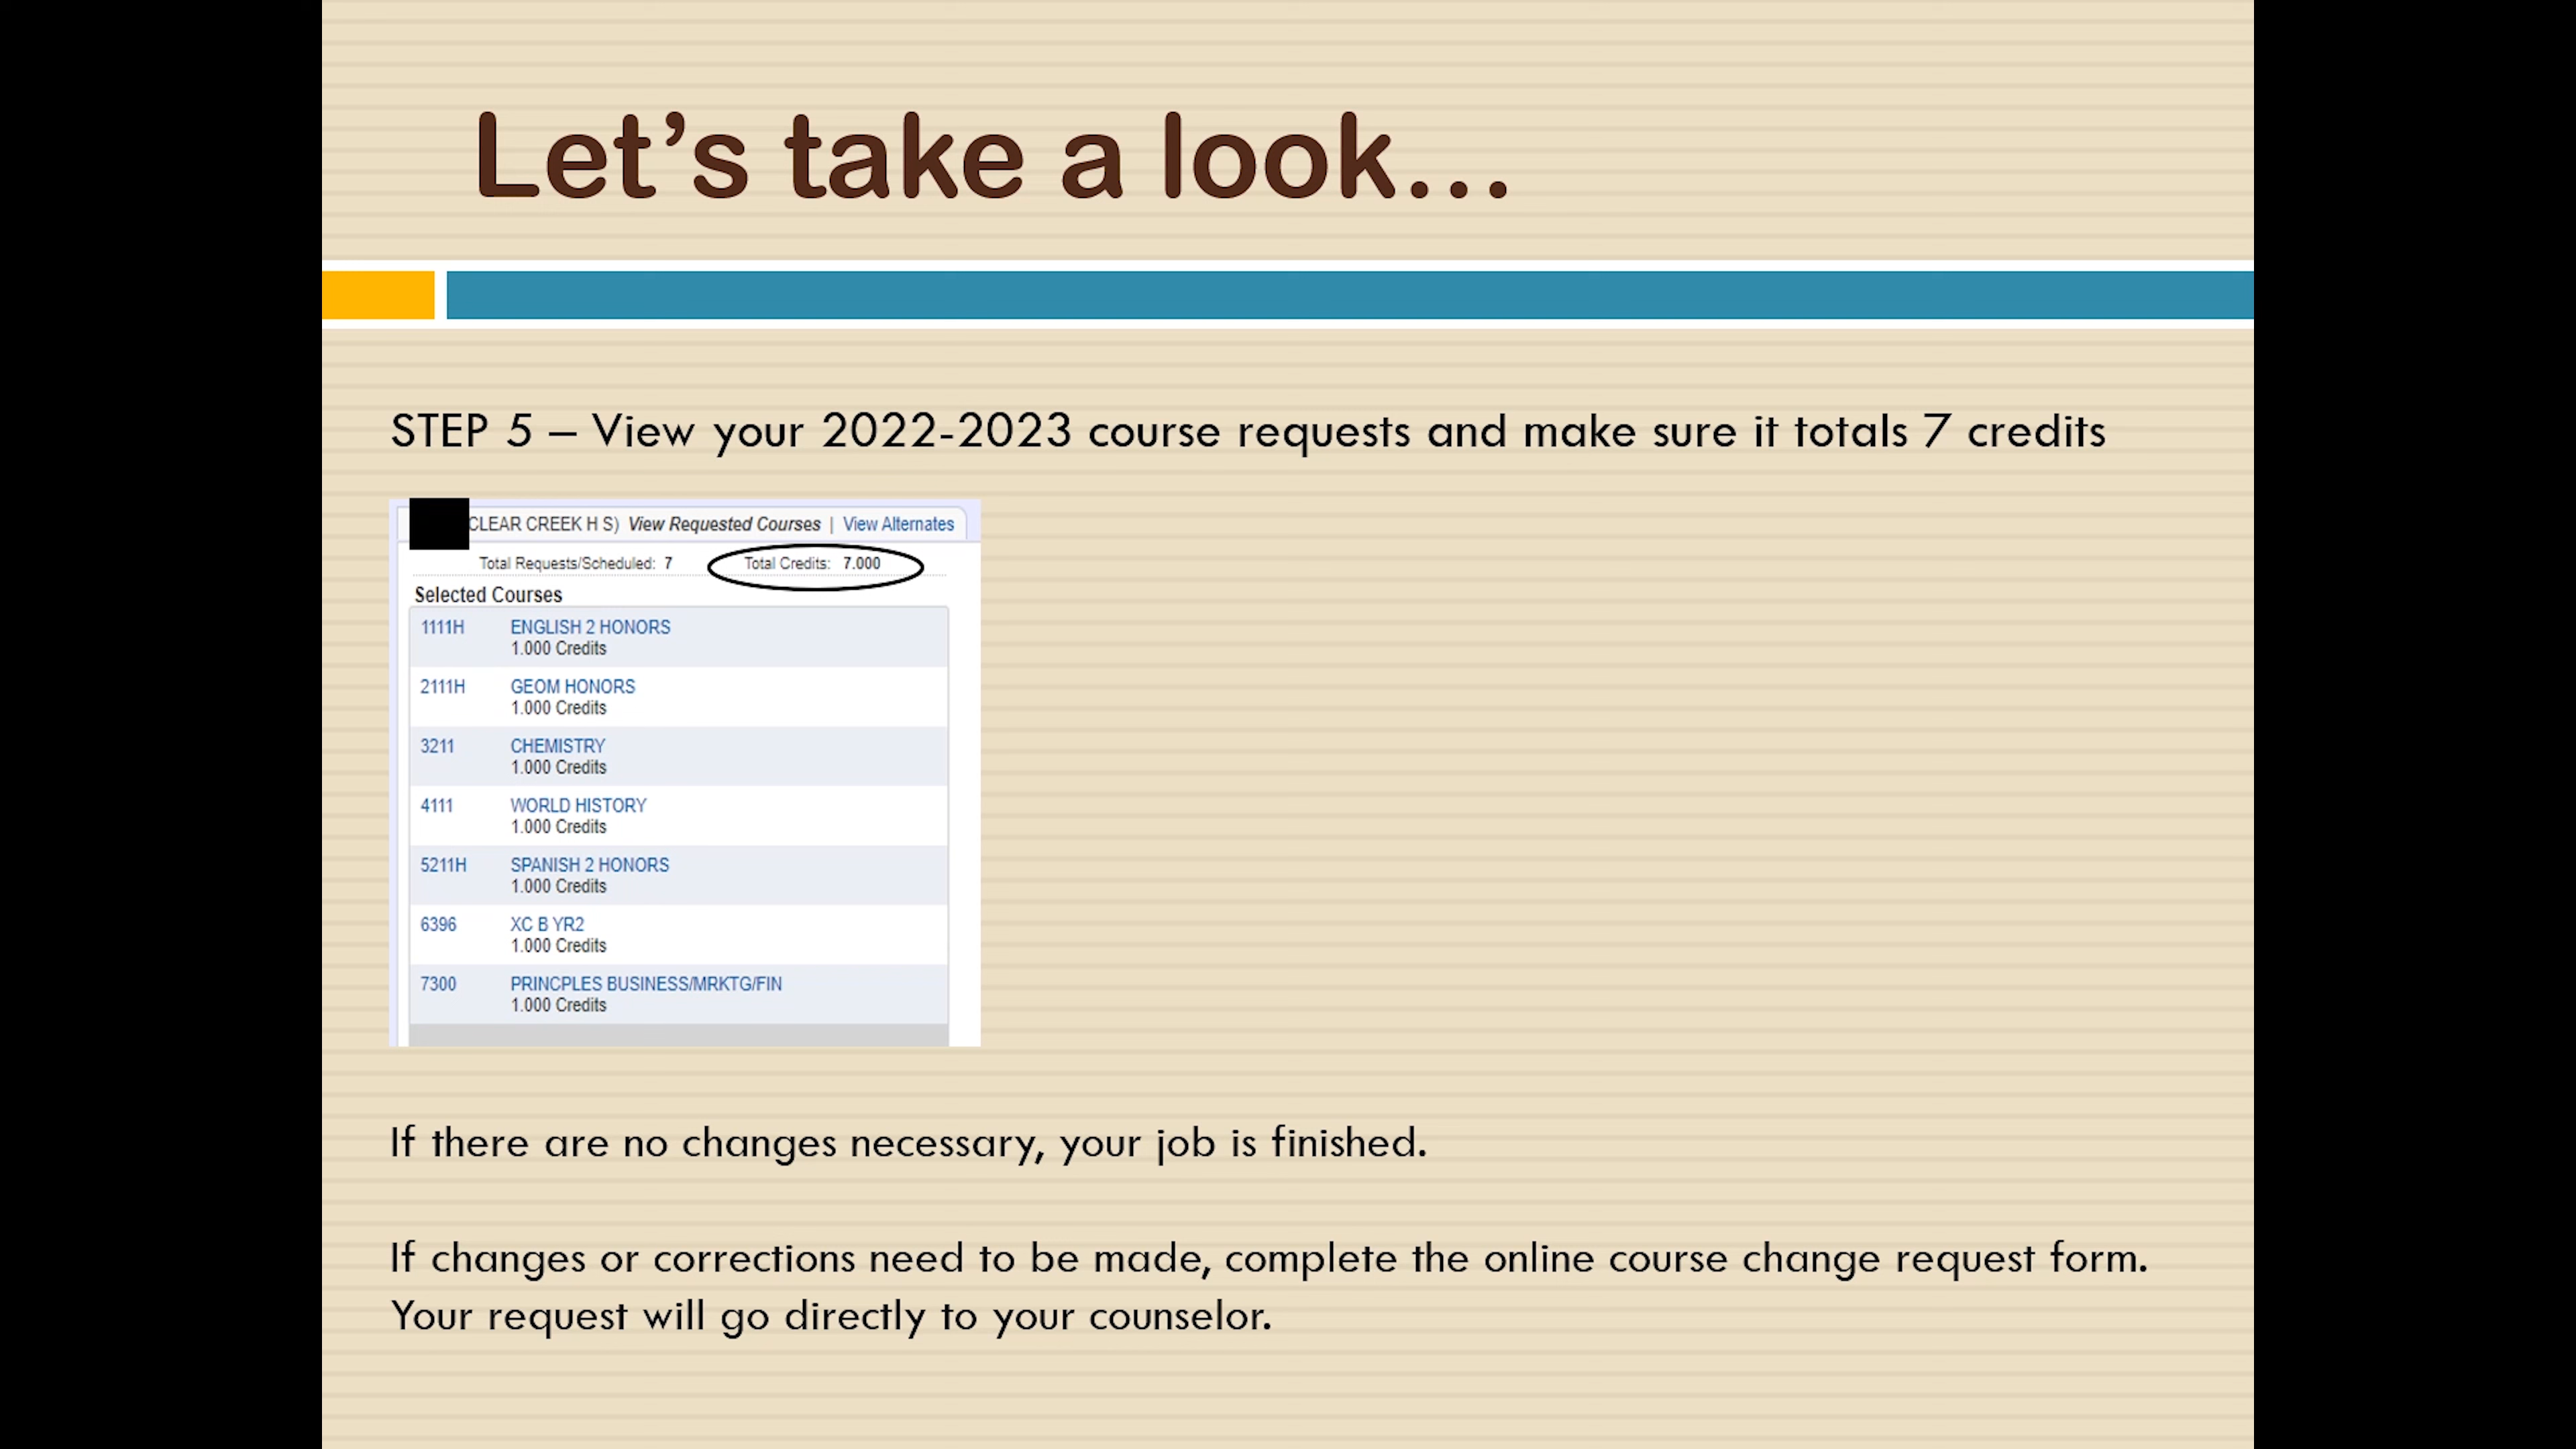 Let’s take a look...
STEP 5 – View your 2022-2023 course requests and make sure it totals 7 credits
CLEAR CREEK H S) View Requested Courses | View Alternates
Total Requests/Scheduled: 7 Total Credits: 7.000
Selected Courses
1111H ENGLISH 2 HONORS
1.000 Credits
2111H GEOM HONORS
1.000 Credits
3211 CHEMISTRY
1.000 Credits
4111 WORLD HISTORY
1.000 Credits
5211H SPANISH 2 HONORS
1.000 Credits
6396 XC B YR2
1.000 Credits
7300 PRINCPLES BUSINESS/MRKTG/FIN
1.000 Credits
If there are no changes necessary, your job is finished.
If changes or corrections need to be made, complete the online course change request form.
Your request will go directly to your counselor.